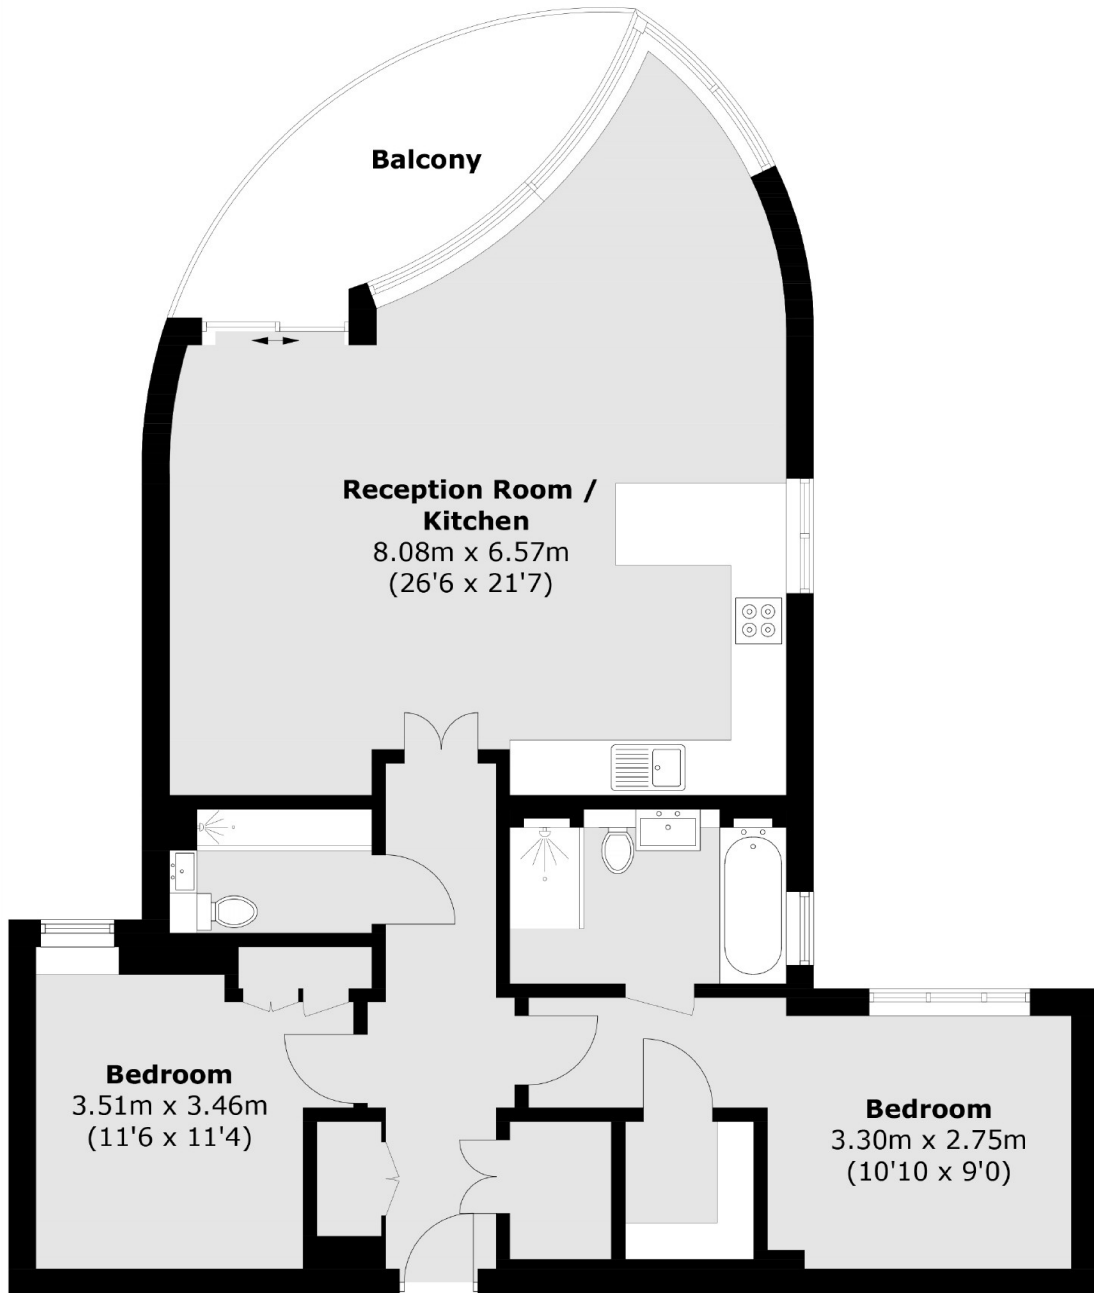 Balcony
Reception Room /
Kitchen
8.08m x 6.57m
(26'6 x 21'7)
Bedroom
3.51m x 3.46m
(11'6 x 11'4)
Bedroom
3.30m x 2.75m
(10'10 x 9'0)